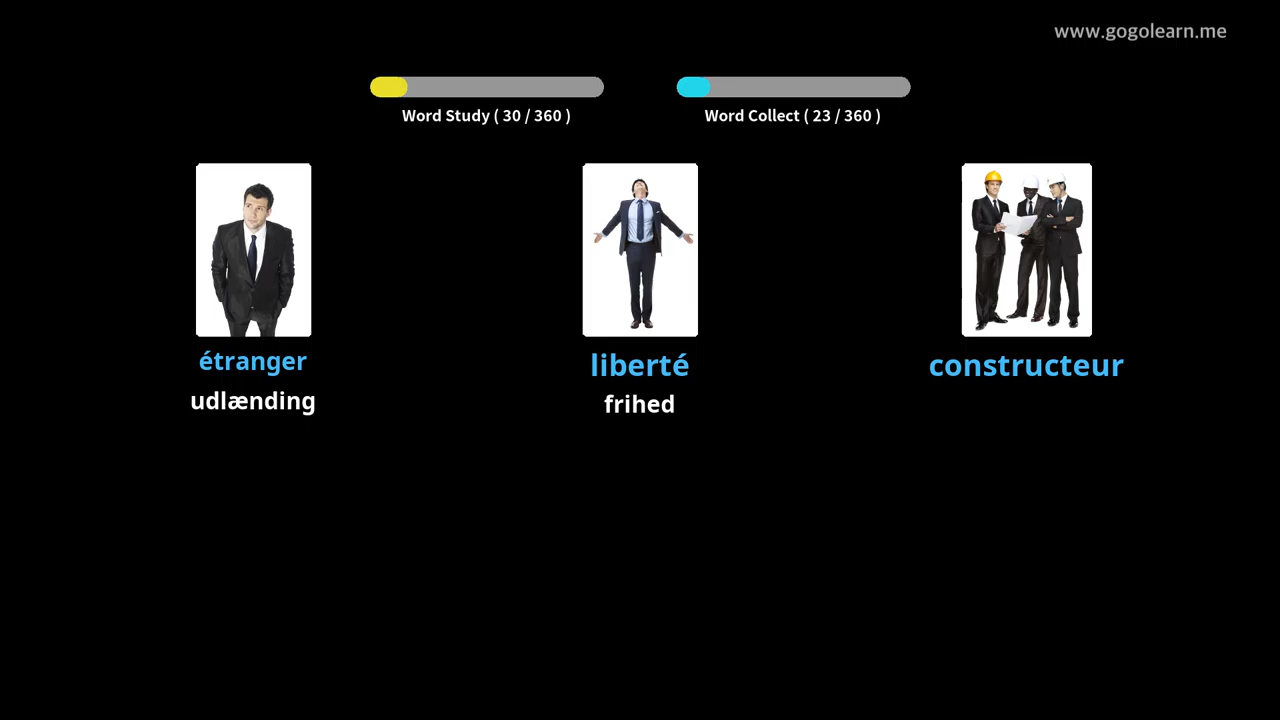 www.gogolearn.me
Word Study ( 30 / 360 )
Word Collect ( 23 / 360 )
étranger
liberté
constructeur
udlænding
frihed